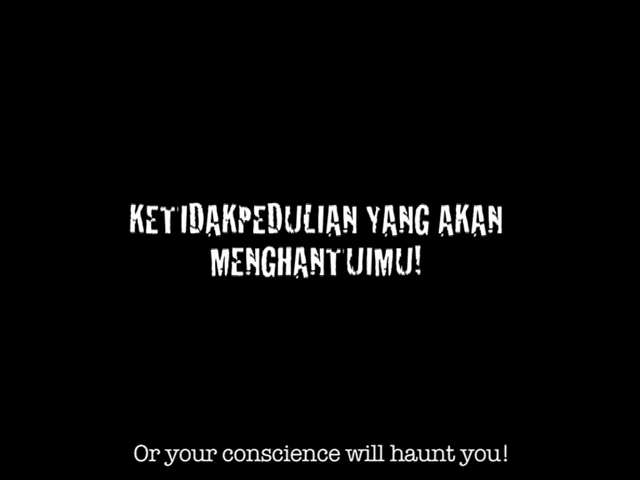 KETIDAKPEDULIAN YANG AKAN
MENGHANTUIMU!
Or your conscience will haunt you!